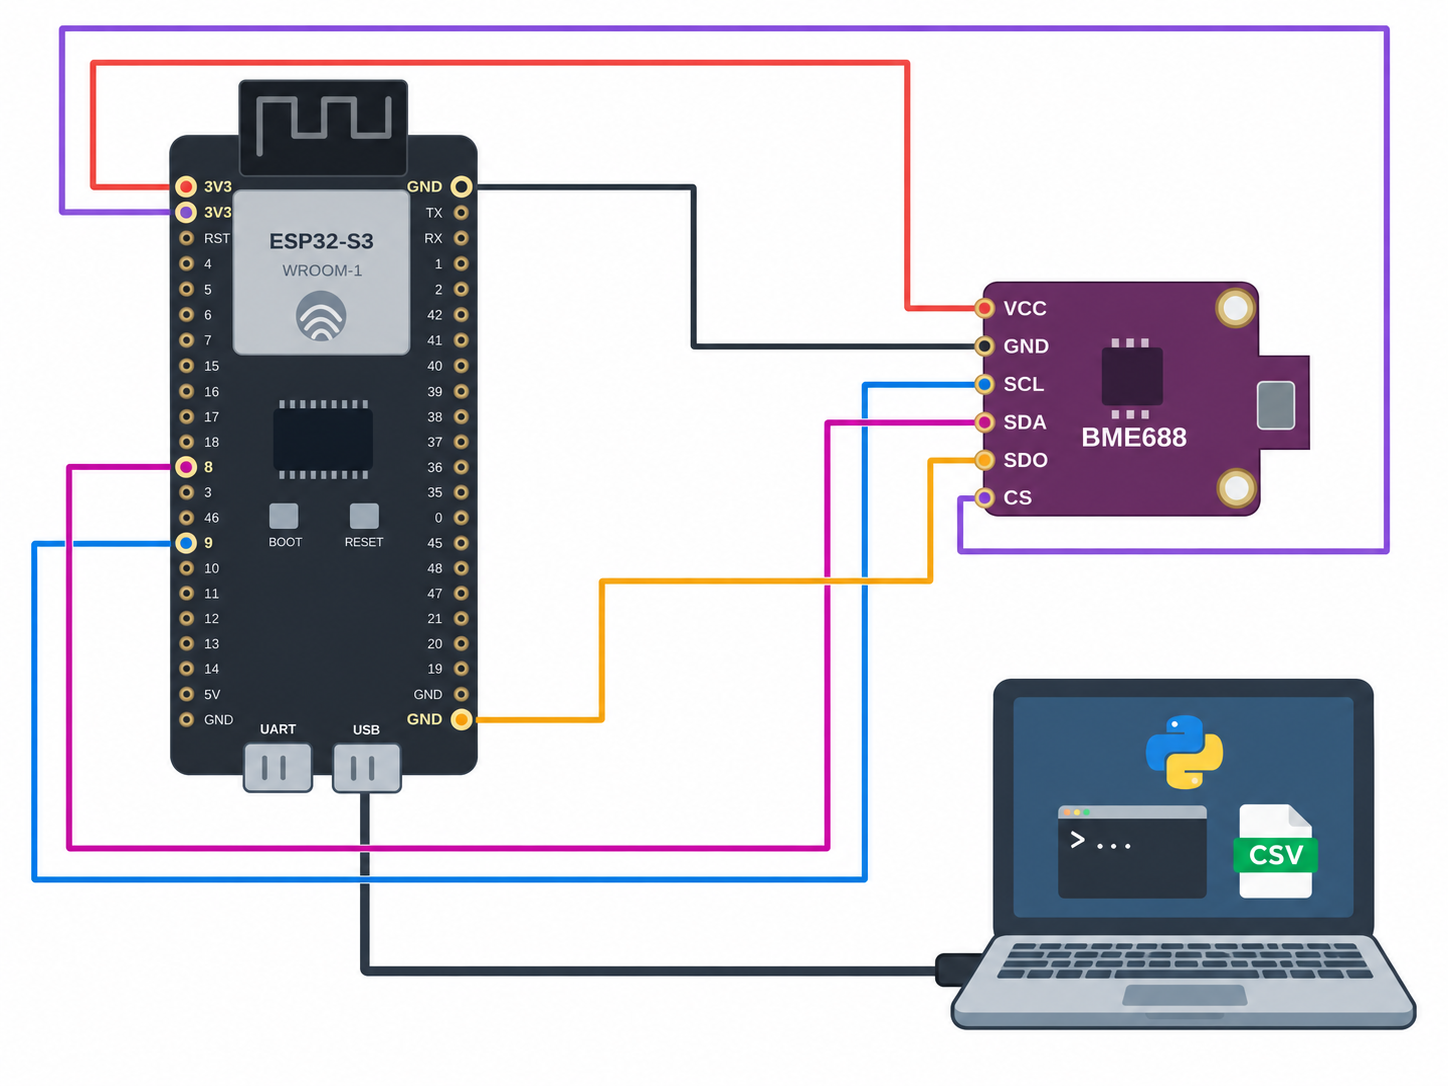 3V3
3V3
RST
4
5
6
7
15
16
17
18
8
3
46
9
10
11
12
13
14
5V
GND
GND
TX
RX
1
2
42
41
40
39
38
37
36
35
0
45
48
47
21
20
19
GND
GND
ESP32-S3
WROOM-1
BOOT
RESET
UART
USB
VCC
GND
SCL
SDA
SDO
CS
BME688
> ...
CSV